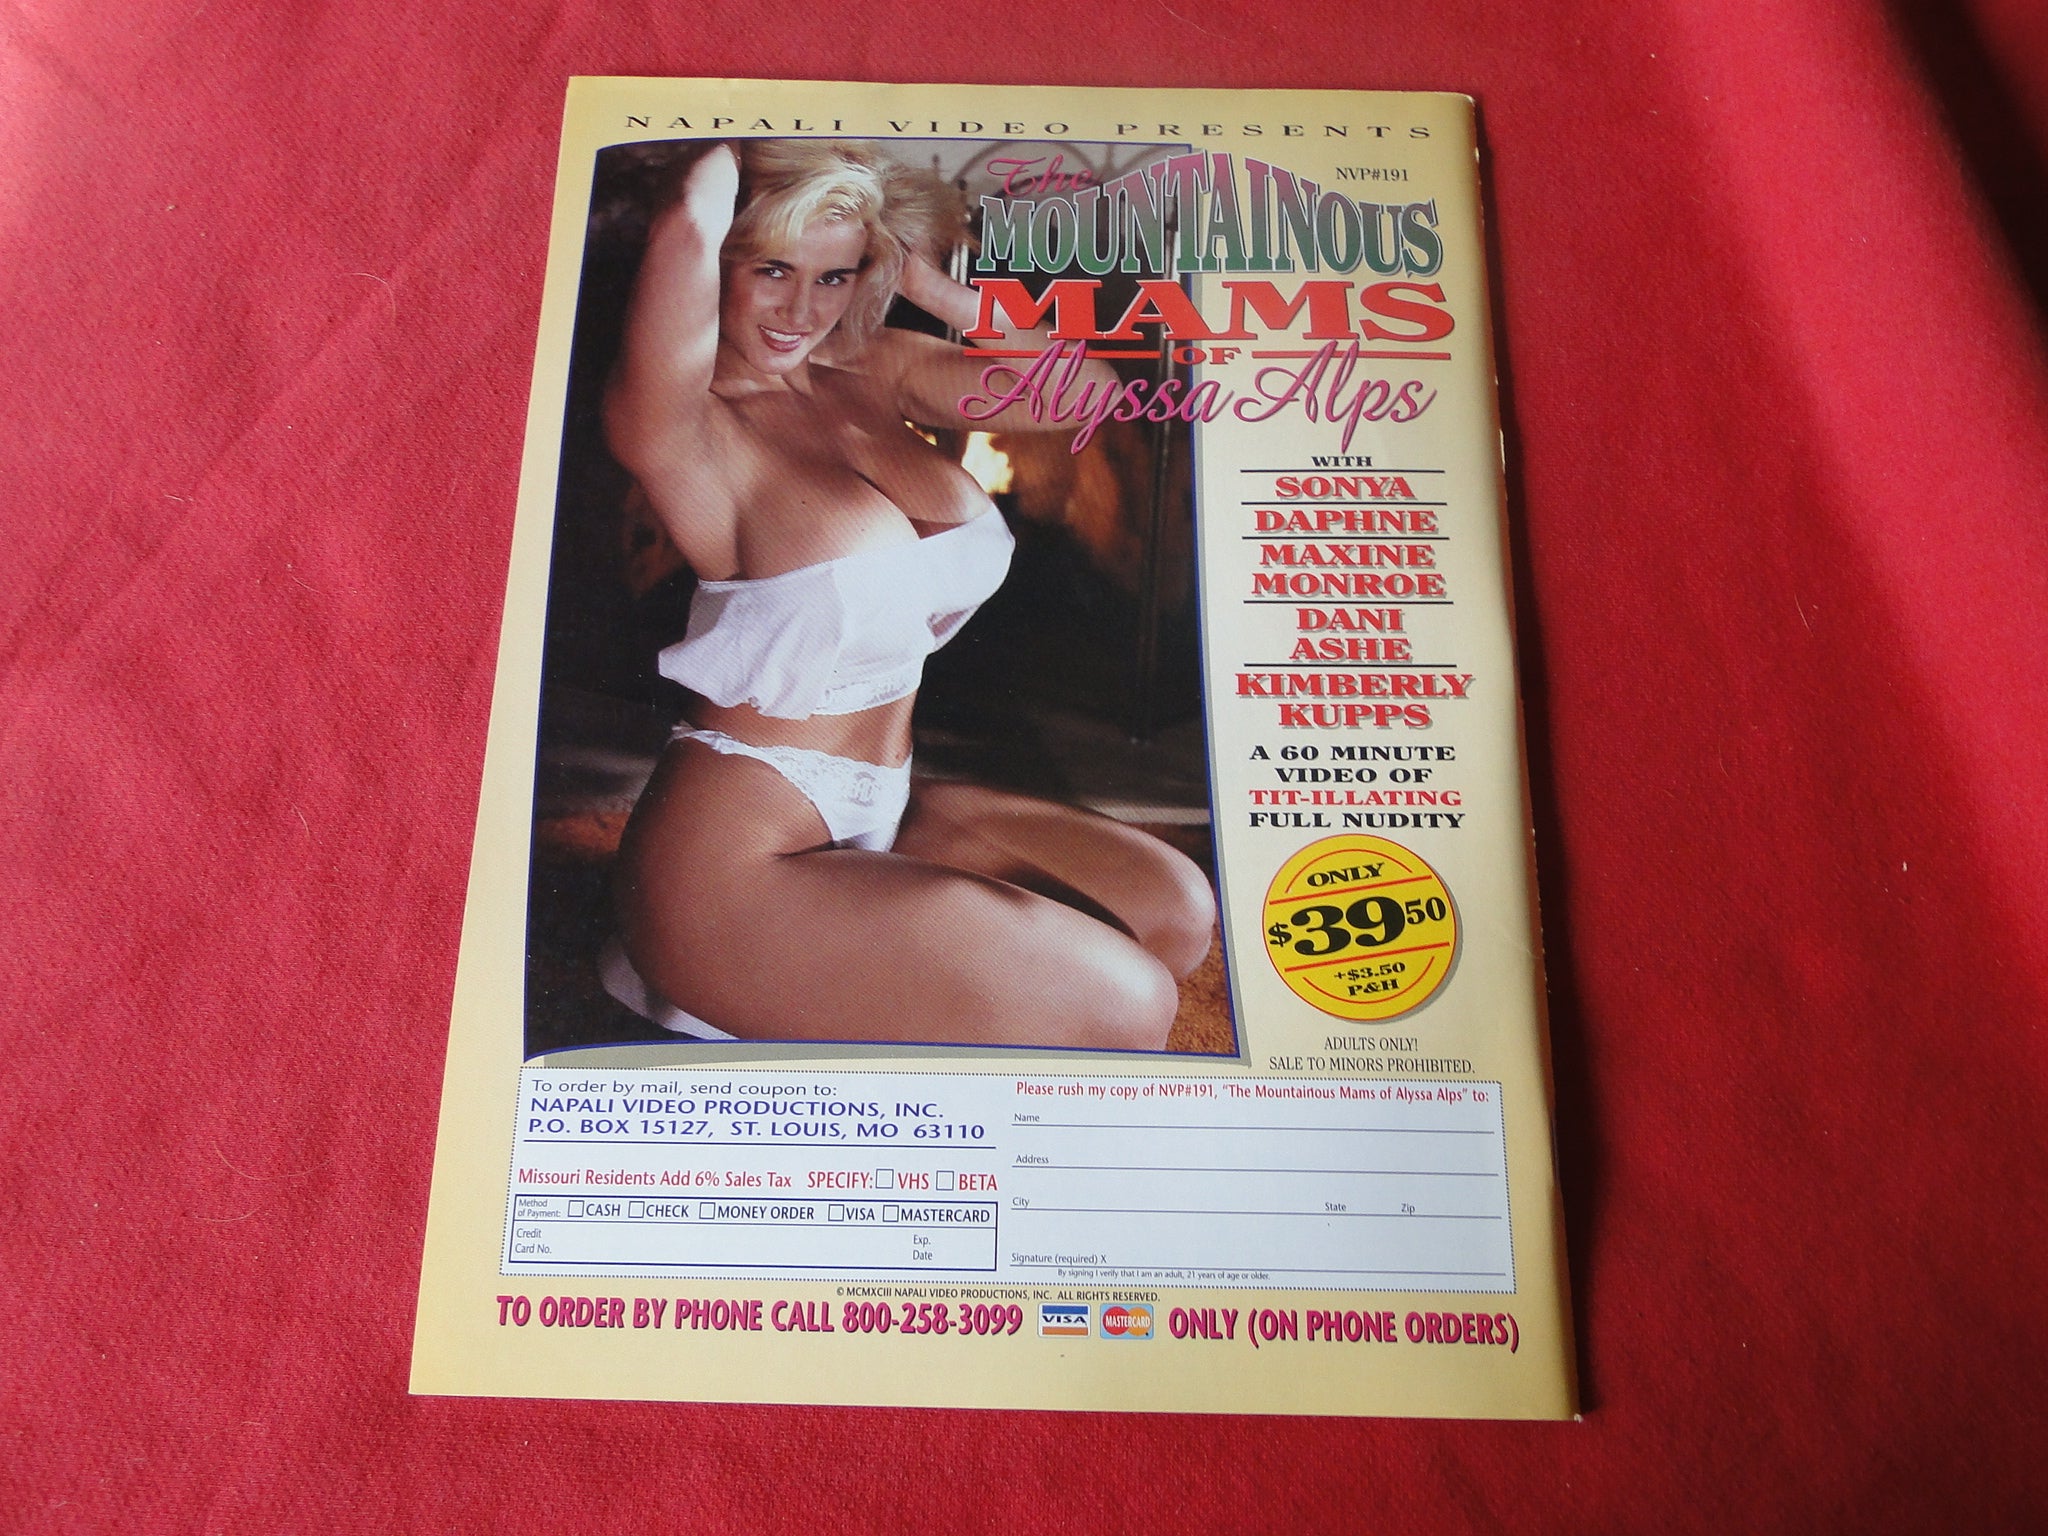 NAPALI VIDEO PRESENTS
NVP#191
The
MOUNTAINOUS
MAMS
OF
Alyssa Alps
WITH
SONYA
DAPHNE
MAXINE
MONROE
DANI
ASHE
KIMBERLY
KUPPS
A 60 MINUTE
VIDEO OF
TIT-ILLATING
FULL NUDITY
ONLY
$39.50
+$3.50
P&H
ADULTS ONLY!
SALE TO MINORS PROHIBITED.
To order by mail, send coupon to:
NAPALI VIDEO PRODUCTIONS, INC.
P.O. BOX 15127, ST. LOUIS, MO 63110
Missouri Residents Add 6% Sales Tax SPECIFY: VHS BETA
Method
of Payment: CASH CHECK MONEY ORDER VISA MASTERCARD
Credit
Card No.
Exp.
Date
Please rush my copy of NVP#191, "The Mountainous Mams of Alyssa Alps" to:
Name
Address
City State Zip
Signature (required) X
By signing I verify that I am an adult, 21 years of age or older.
© MCMXCIII NAPALI VIDEO PRODUCTIONS, INC. ALL RIGHTS RESERVED.
TO ORDER BY PHONE CALL 800-258-3099 VISA MASTERCARD ONLY (ON PHONE ORDERS)